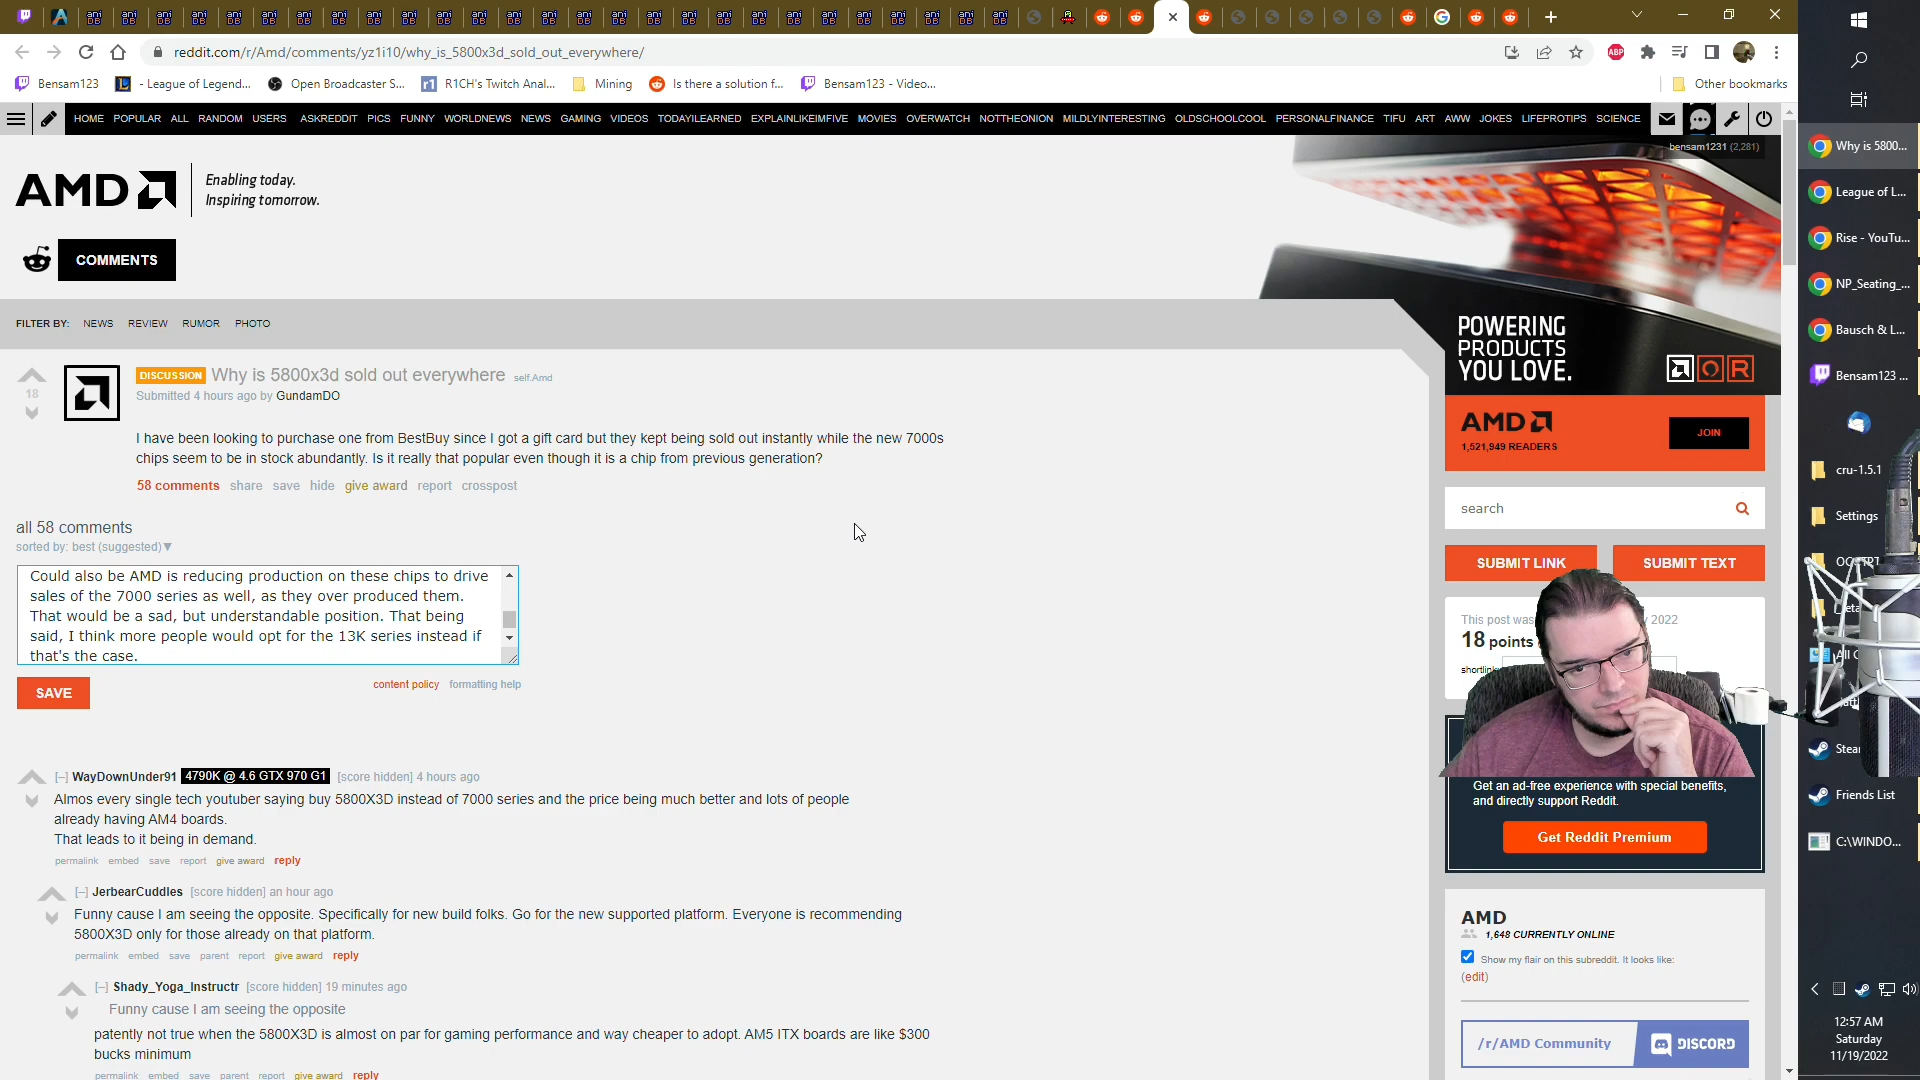 reddit.com/r/Amd/comments/yz1i10/why_is_5800x3d_sold_out_everywhere/
Bensam123
- League of Legend...
Open Broadcaster S...
R1CH's Twitch Anal...
Mining
Is there a solution f...
Bensam123 - Video...
Other bookmarks
HOME POPULAR ALL RANDOM USERS ASKREDDIT PICS FUNNY WORLDNEWS NEWS GAMING VIDEOS TODAYILEARNED EXPLAINLIKEIMFIVE MOVIES OVERWATCH NOTTHEONION MILDLYINTERESTING OLDSCHOOLCOOL PERSONALFINANCE TIFU ART AWW JOKES LIFEPROTIPS SCIENCE
bensam1231 (2,281)
AMD
Enabling today.
Inspiring tomorrow.
COMMENTS
FILTER BY: NEWS REVIEW RUMOR PHOTO
POWERING
PRODUCTS
YOU LOVE.
AMD
1,521,949 READERS
JOIN
18
DISCUSSION Why is 5800x3d sold out everywhere self.Amd
Submitted 4 hours ago by GundamDO
I have been looking to purchase one from BestBuy since I got a gift card but they kept being sold out instantly while the new 7000s
chips seem to be in stock abundantly. Is it really that popular even though it is a chip from previous generation?
58 comments share save hide give award report crosspost
all 58 comments
sorted by: best (suggested)▼
Could also be AMD is reducing production on these chips to drive
sales of the 7000 series as well, as they over produced them.
That would be a sad, but understandable position. That being
said, I think more people would opt for the 13K series instead if
that's the case.
SAVE
content policy formatting help
[–] WayDownUnder91 4790K @ 4.6 GTX 970 G1 [score hidden] 4 hours ago
Almos every single tech youtuber saying buy 5800X3D instead of 7000 series and the price being much better and lots of people
already having AM4 boards.
That leads to it being in demand.
permalink embed save report give award reply
[–] JerbearCuddles [score hidden] an hour ago
Funny cause I am seeing the opposite. Specifically for new build folks. Go for the new supported platform. Everyone is recommending
5800X3D only for those already on that platform.
permalink embed save parent report give award reply
[–] Shady_Yoga_Instructr [score hidden] 19 minutes ago
Funny cause I am seeing the opposite
patently not true when the 5800X3D is almost on par for gaming performance and way cheaper to adopt. AM5 ITX boards are like $300
bucks minimum
permalink embed save parent report give award reply
search
SUBMIT LINK
SUBMIT TEXT
This post was 2022
18 points
shortlink
Get an ad-free experience with special benefits,
and directly support Reddit.
Get Reddit Premium
AMD
1,648 CURRENTLY ONLINE
Show my flair on this subreddit. It looks like:
(edit)
/r/AMD Community
DISCORD
Why is 5800...
League of L...
Rise - YouTu...
NP_Seating_...
Bausch & L...
Bensam123 ...
cru-1.5.1
Settings
Friends List
C:\WINDO...
12:57 AM
Saturday
11/19/2022